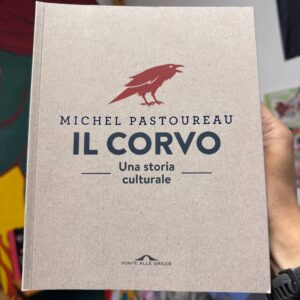 MICHEL PASTOUREAU
IL CORVO
Una storia
culturale
PONTE ALLE GRAZIE